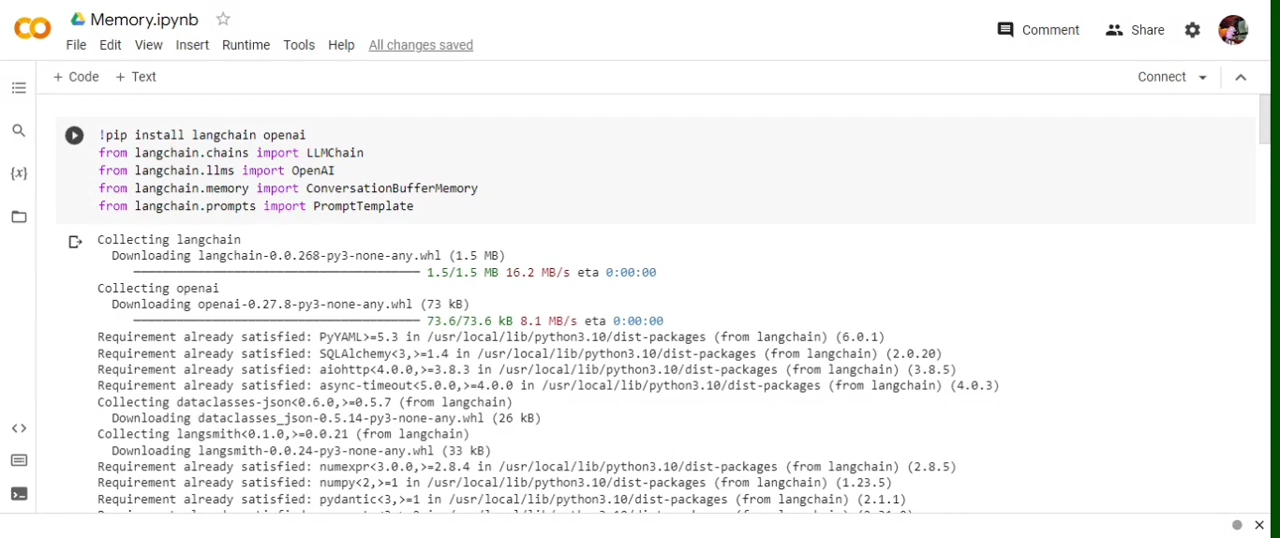 Memory.ipynb
File Edit View Insert Runtime Tools Help All changes saved
Comment Share
+ Code + Text
Connect
!pip install langchain openai
from langchain.chains import LLMChain
from langchain.llms import OpenAI
from langchain.memory import ConversationBufferMemory
from langchain.prompts import PromptTemplate
Collecting langchain
Downloading langchain-0.0.268-py3-none-any.whl (1.5 MB)
1.5/1.5 MB 16.2 MB/s eta 0:00:00
Collecting openai
Downloading openai-0.27.8-py3-none-any.whl (73 kB)
73.6/73.6 kB 8.1 MB/s eta 0:00:00
Requirement already satisfied: PyYAML>=5.3 in /usr/local/lib/python3.10/dist-packages (from langchain) (6.0.1)
Requirement already satisfied: SQLAlchemy<3,>=1.4 in /usr/local/lib/python3.10/dist-packages (from langchain) (2.0.20)
Requirement already satisfied: aiohttp<4.0.0,>=3.8.3 in /usr/local/lib/python3.10/dist-packages (from langchain) (3.8.5)
Requirement already satisfied: async-timeout<5.0.0,>=4.0.0 in /usr/local/lib/python3.10/dist-packages (from langchain) (4.0.3)
Collecting dataclasses-json<0.6.0,>=0.5.7 (from langchain)
Downloading dataclasses_json-0.5.14-py3-none-any.whl (26 kB)
Collecting langsmith<0.1.0,>=0.0.21 (from langchain)
Downloading langsmith-0.0.24-py3-none-any.whl (33 kB)
Requirement already satisfied: numexpr<3.0.0,>=2.8.4 in /usr/local/lib/python3.10/dist-packages (from langchain) (2.8.5)
Requirement already satisfied: numpy<2,>=1 in /usr/local/lib/python3.10/dist-packages (from langchain) (1.23.5)
Requirement already satisfied: pydantic<3,>=1 in /usr/local/lib/python3.10/dist-packages (from langchain) (2.1.1)